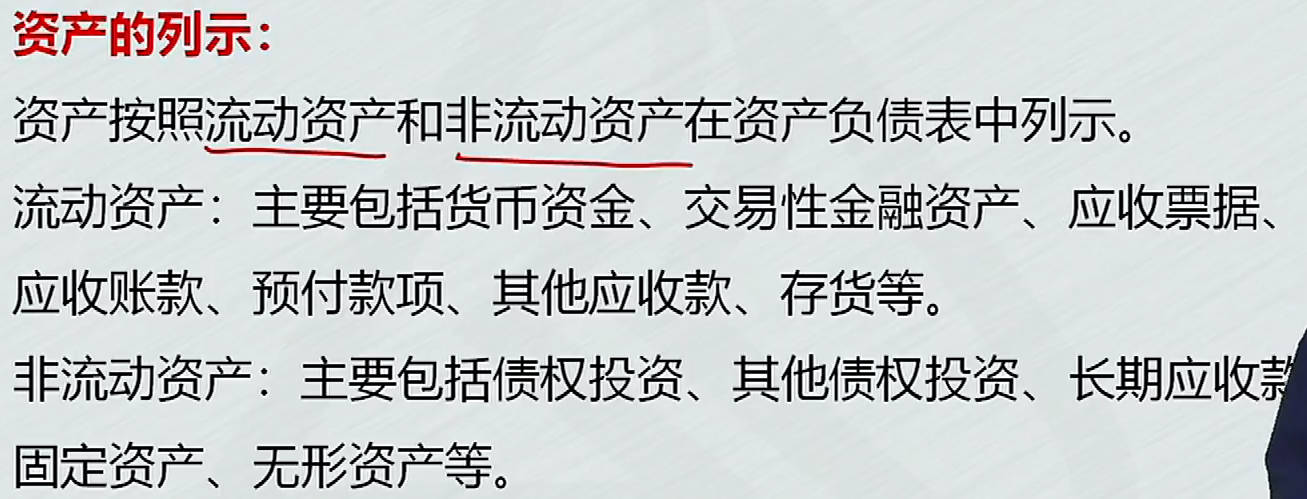 资产的列示：
资产按照流动资产和非流动资产在资产负债表中列示。
流动资产：主要包括货币资金、交易性金融资产、应收票据、
应收账款、预付款项、其他应收款、存货等。
非流动资产：主要包括债权投资、其他债权投资、长期应收款
固定资产、无形资产等。